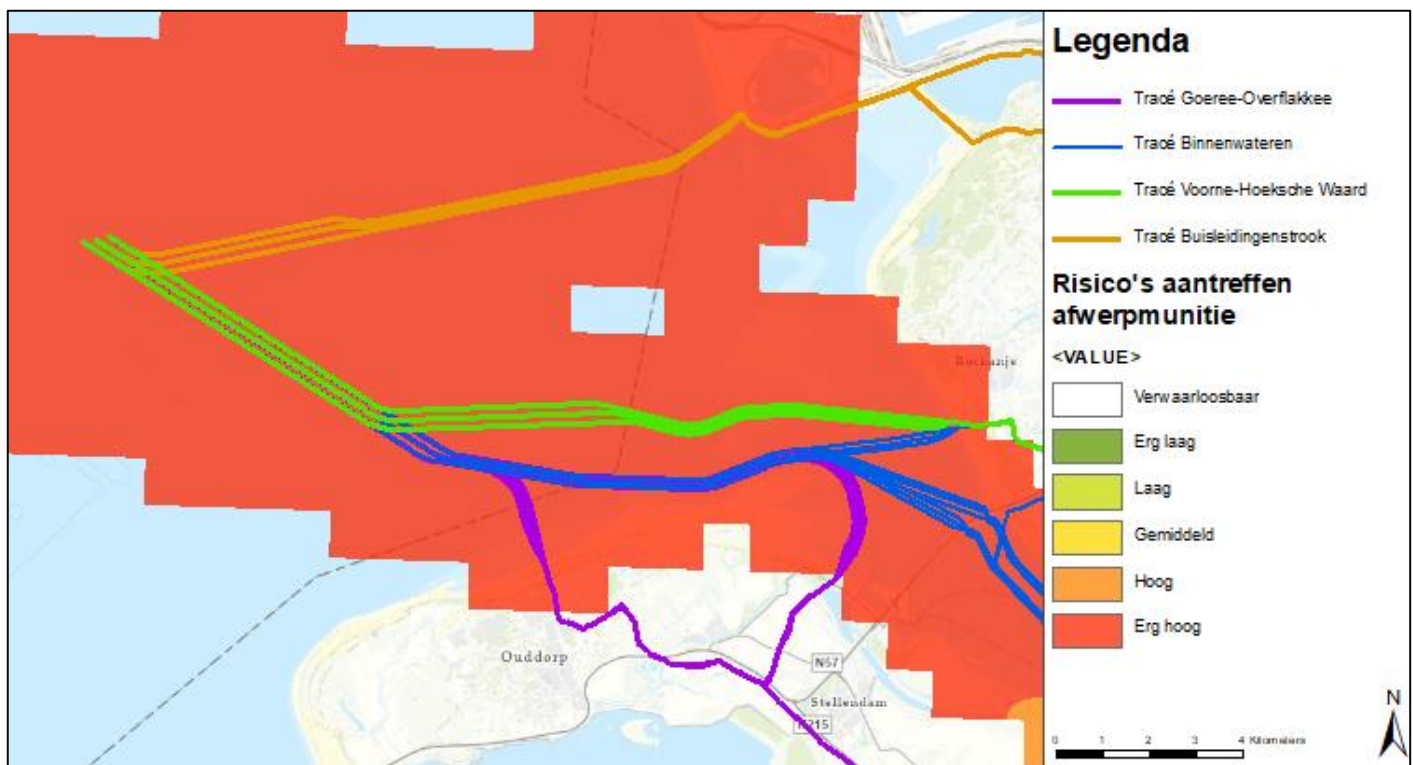 Legenda
Tracé Goeree-Overflakkee
Tracé Binnenwateren
Tracé Voorne-Hoeksche Waard
Tracé Buisleidingenstrook
Risico's aantreffen
afwerpmunitie
<VALUE>
Verwaarloosbaar
Erg laag
Laag
Gemiddeld
Hoog
Erg hoog
0 1 2 3 4 Kilometers
N
Rockanje
Ouddorp
N57
Stellendam
N215